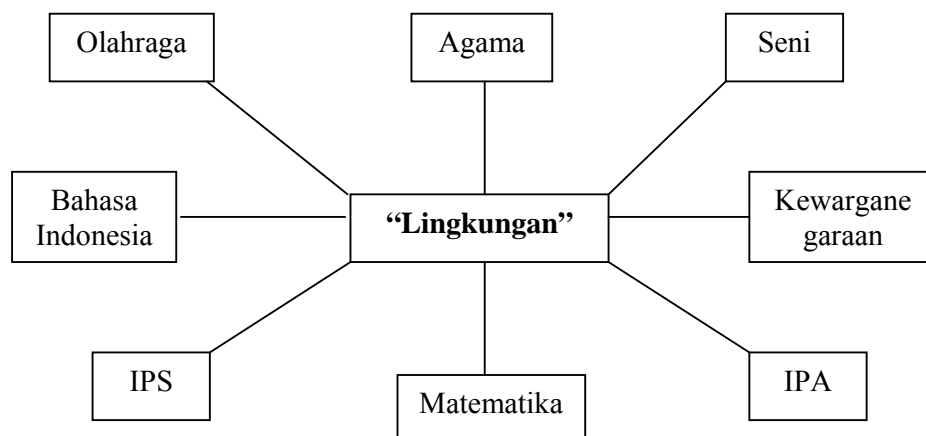 Olahraga
Agama
Seni
Bahasa
Indonesia
“Lingkungan”
Kewargane
garaan
IPS
Matematika
IPA